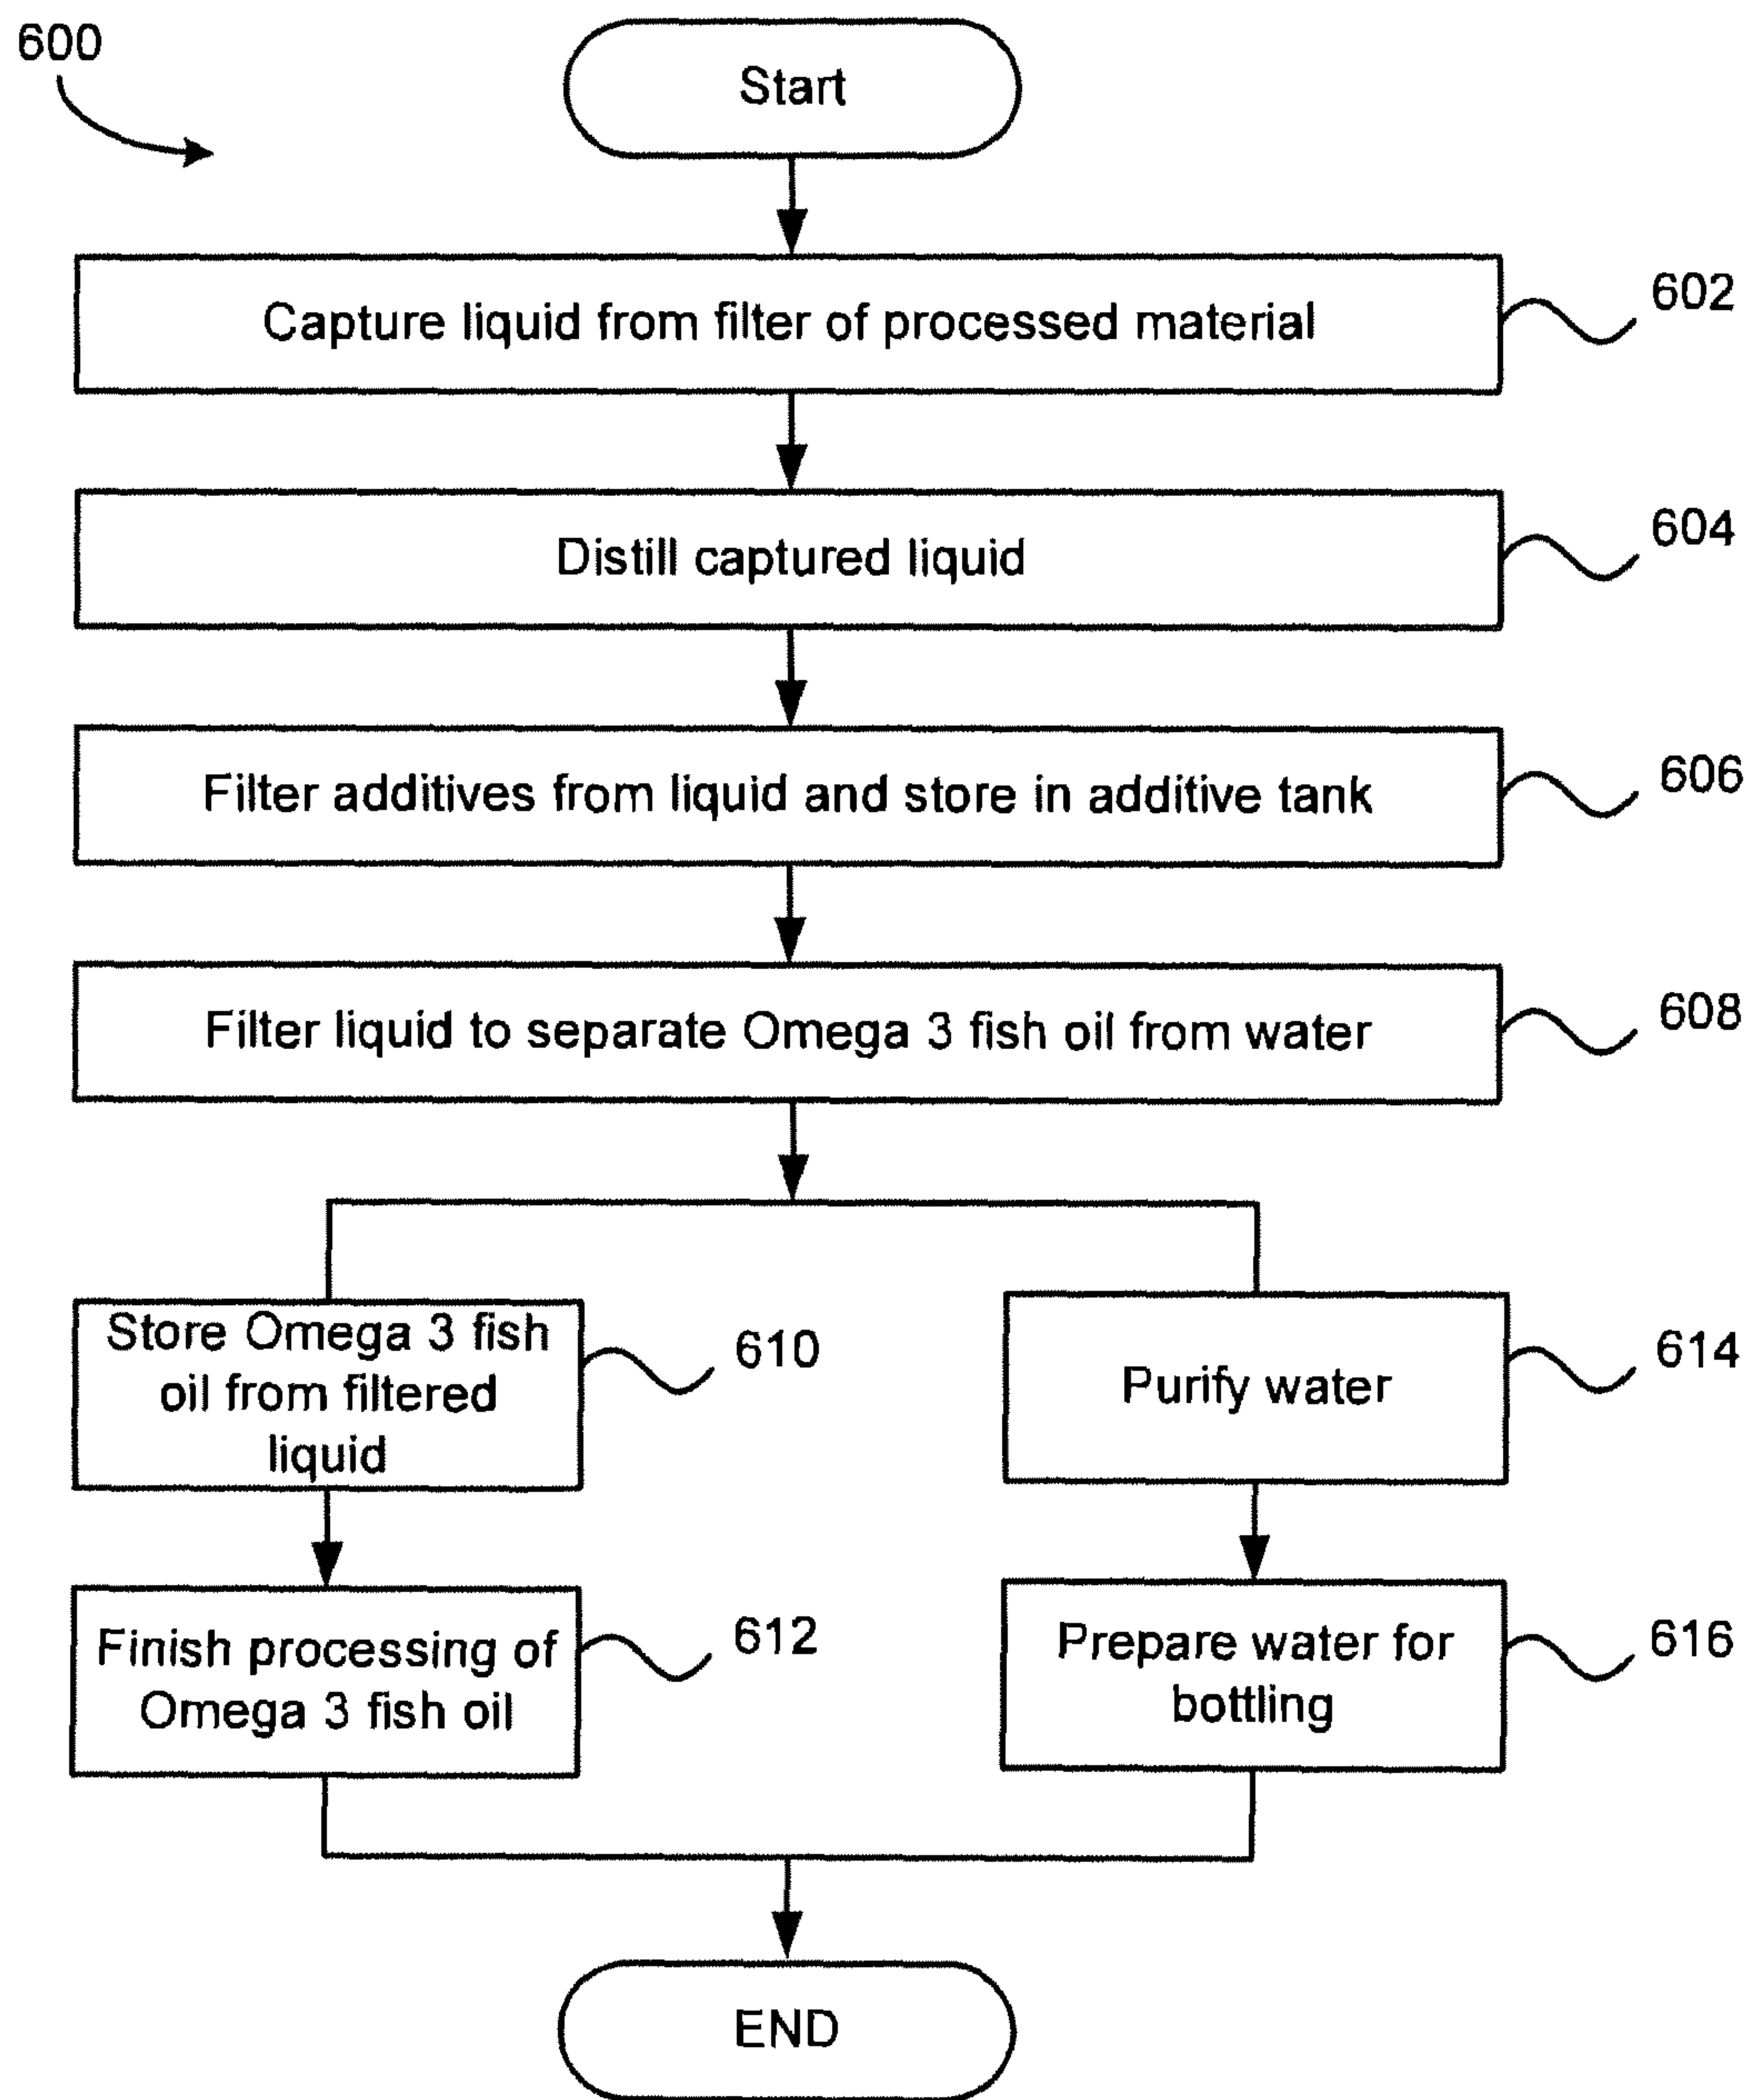 600
Start
Capture liquid from filter of processed material
602
Distill captured liquid
604
Filter additives from liquid and store in additive tank
606
Filter liquid to separate Omega 3 fish oil from water
608
Store Omega 3 fish
oil from filtered
liquid
610
Purify water
614
Finish processing of
Omega 3 fish oil
612
Prepare water for
bottling
616
END